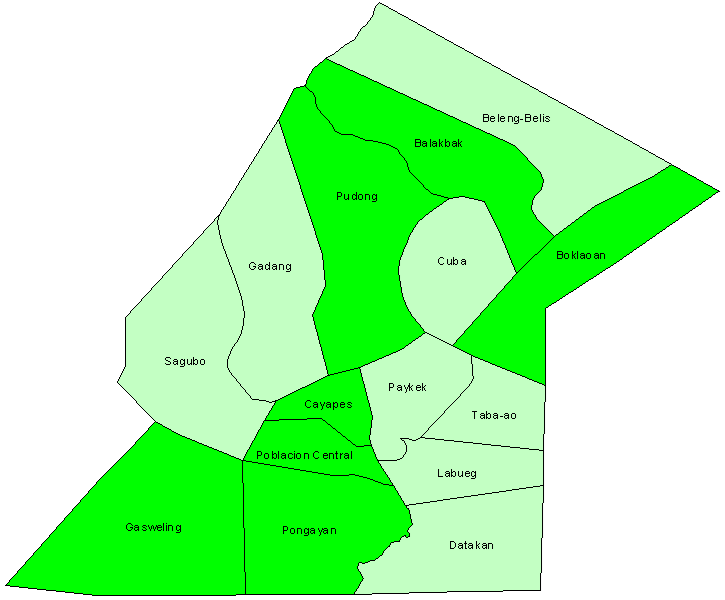 Beleng-Belis
Balakbak
Pudong
Boklaoan
Cuba
Gadang
Sagubo
Paykek
Cayapes
Taba-ao
Poblacion Central
Labueg
Gasweling
Pongayan
Datakan